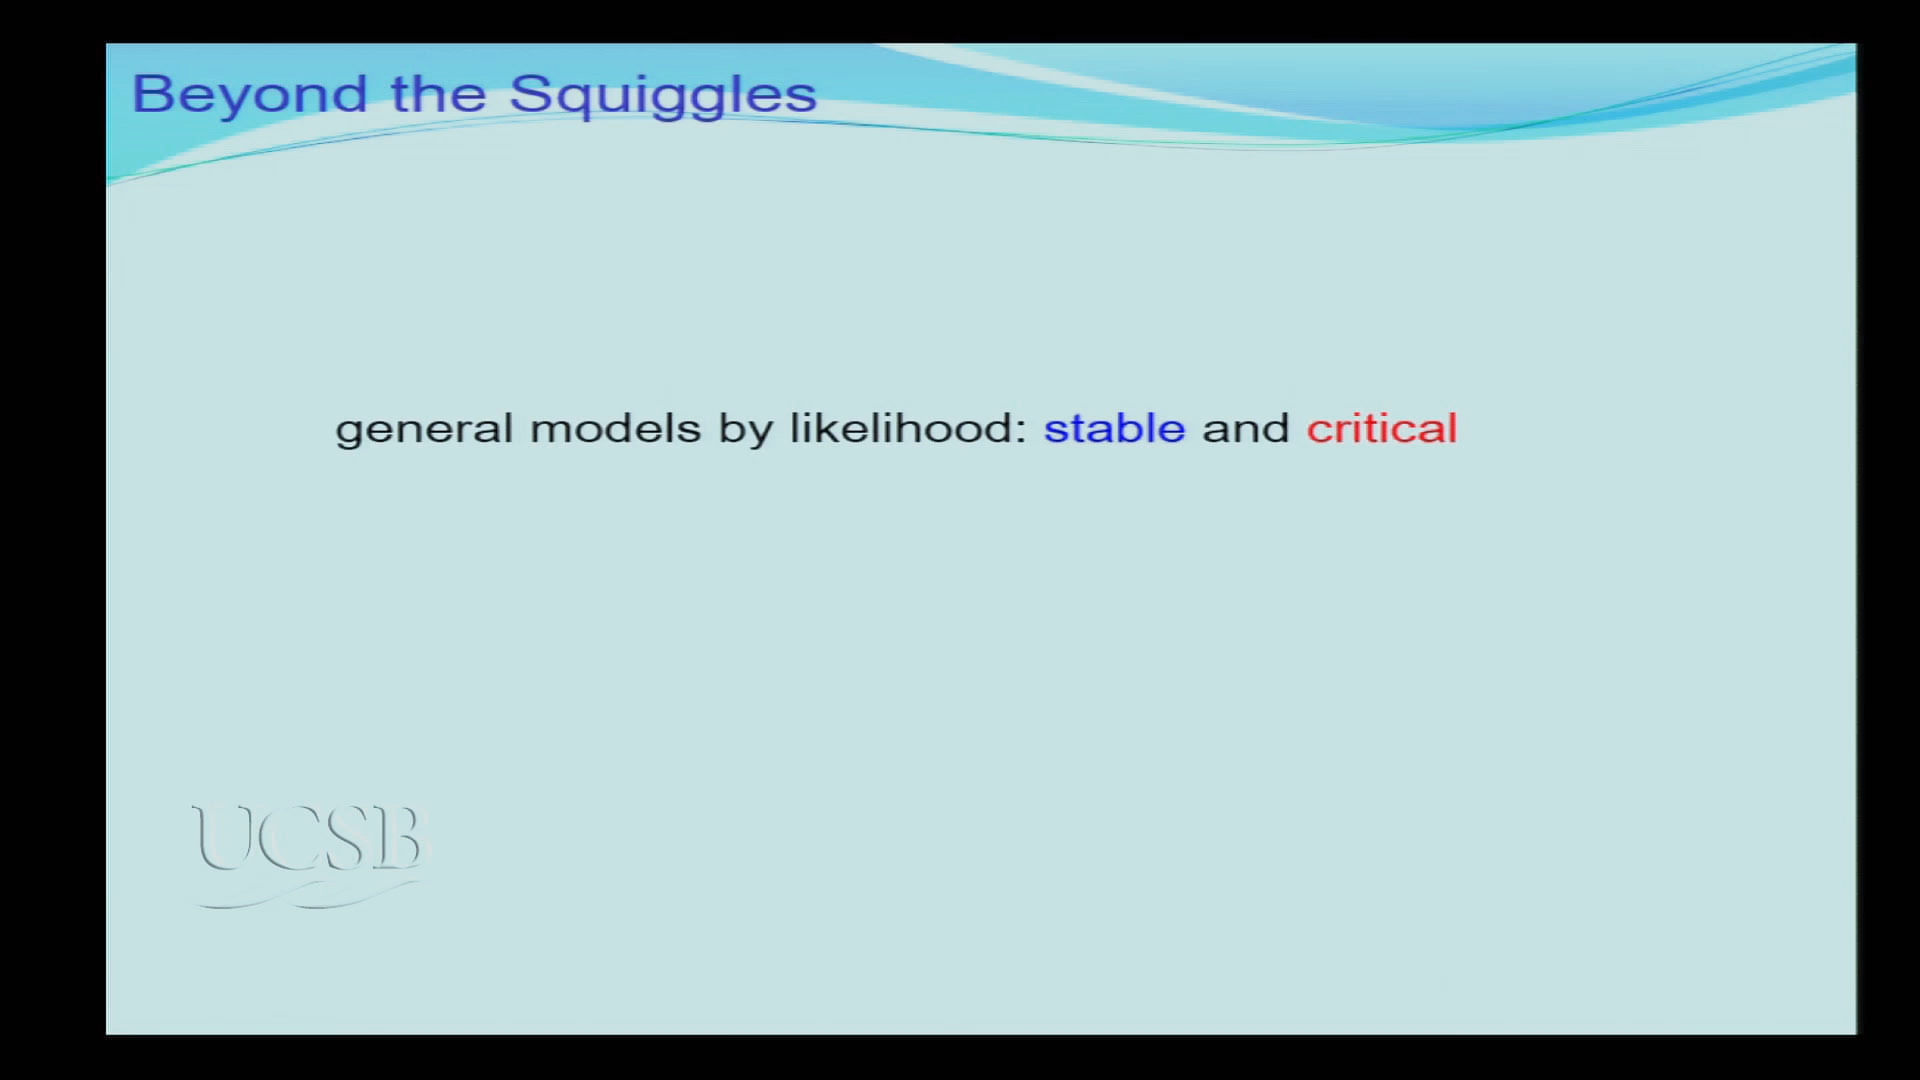 Beyond the Squiggles
general models by likelihood: stable and critical
UCSB